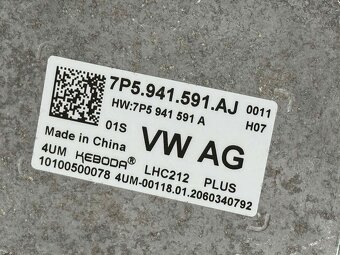 7P5.941.591.AJ 0011
HW:7P5 941 591 A H07
01S VW AG
Made in China
4UM KEBODA® LHC212 PLUS
10100500078 4UM-00118.01.2060340792